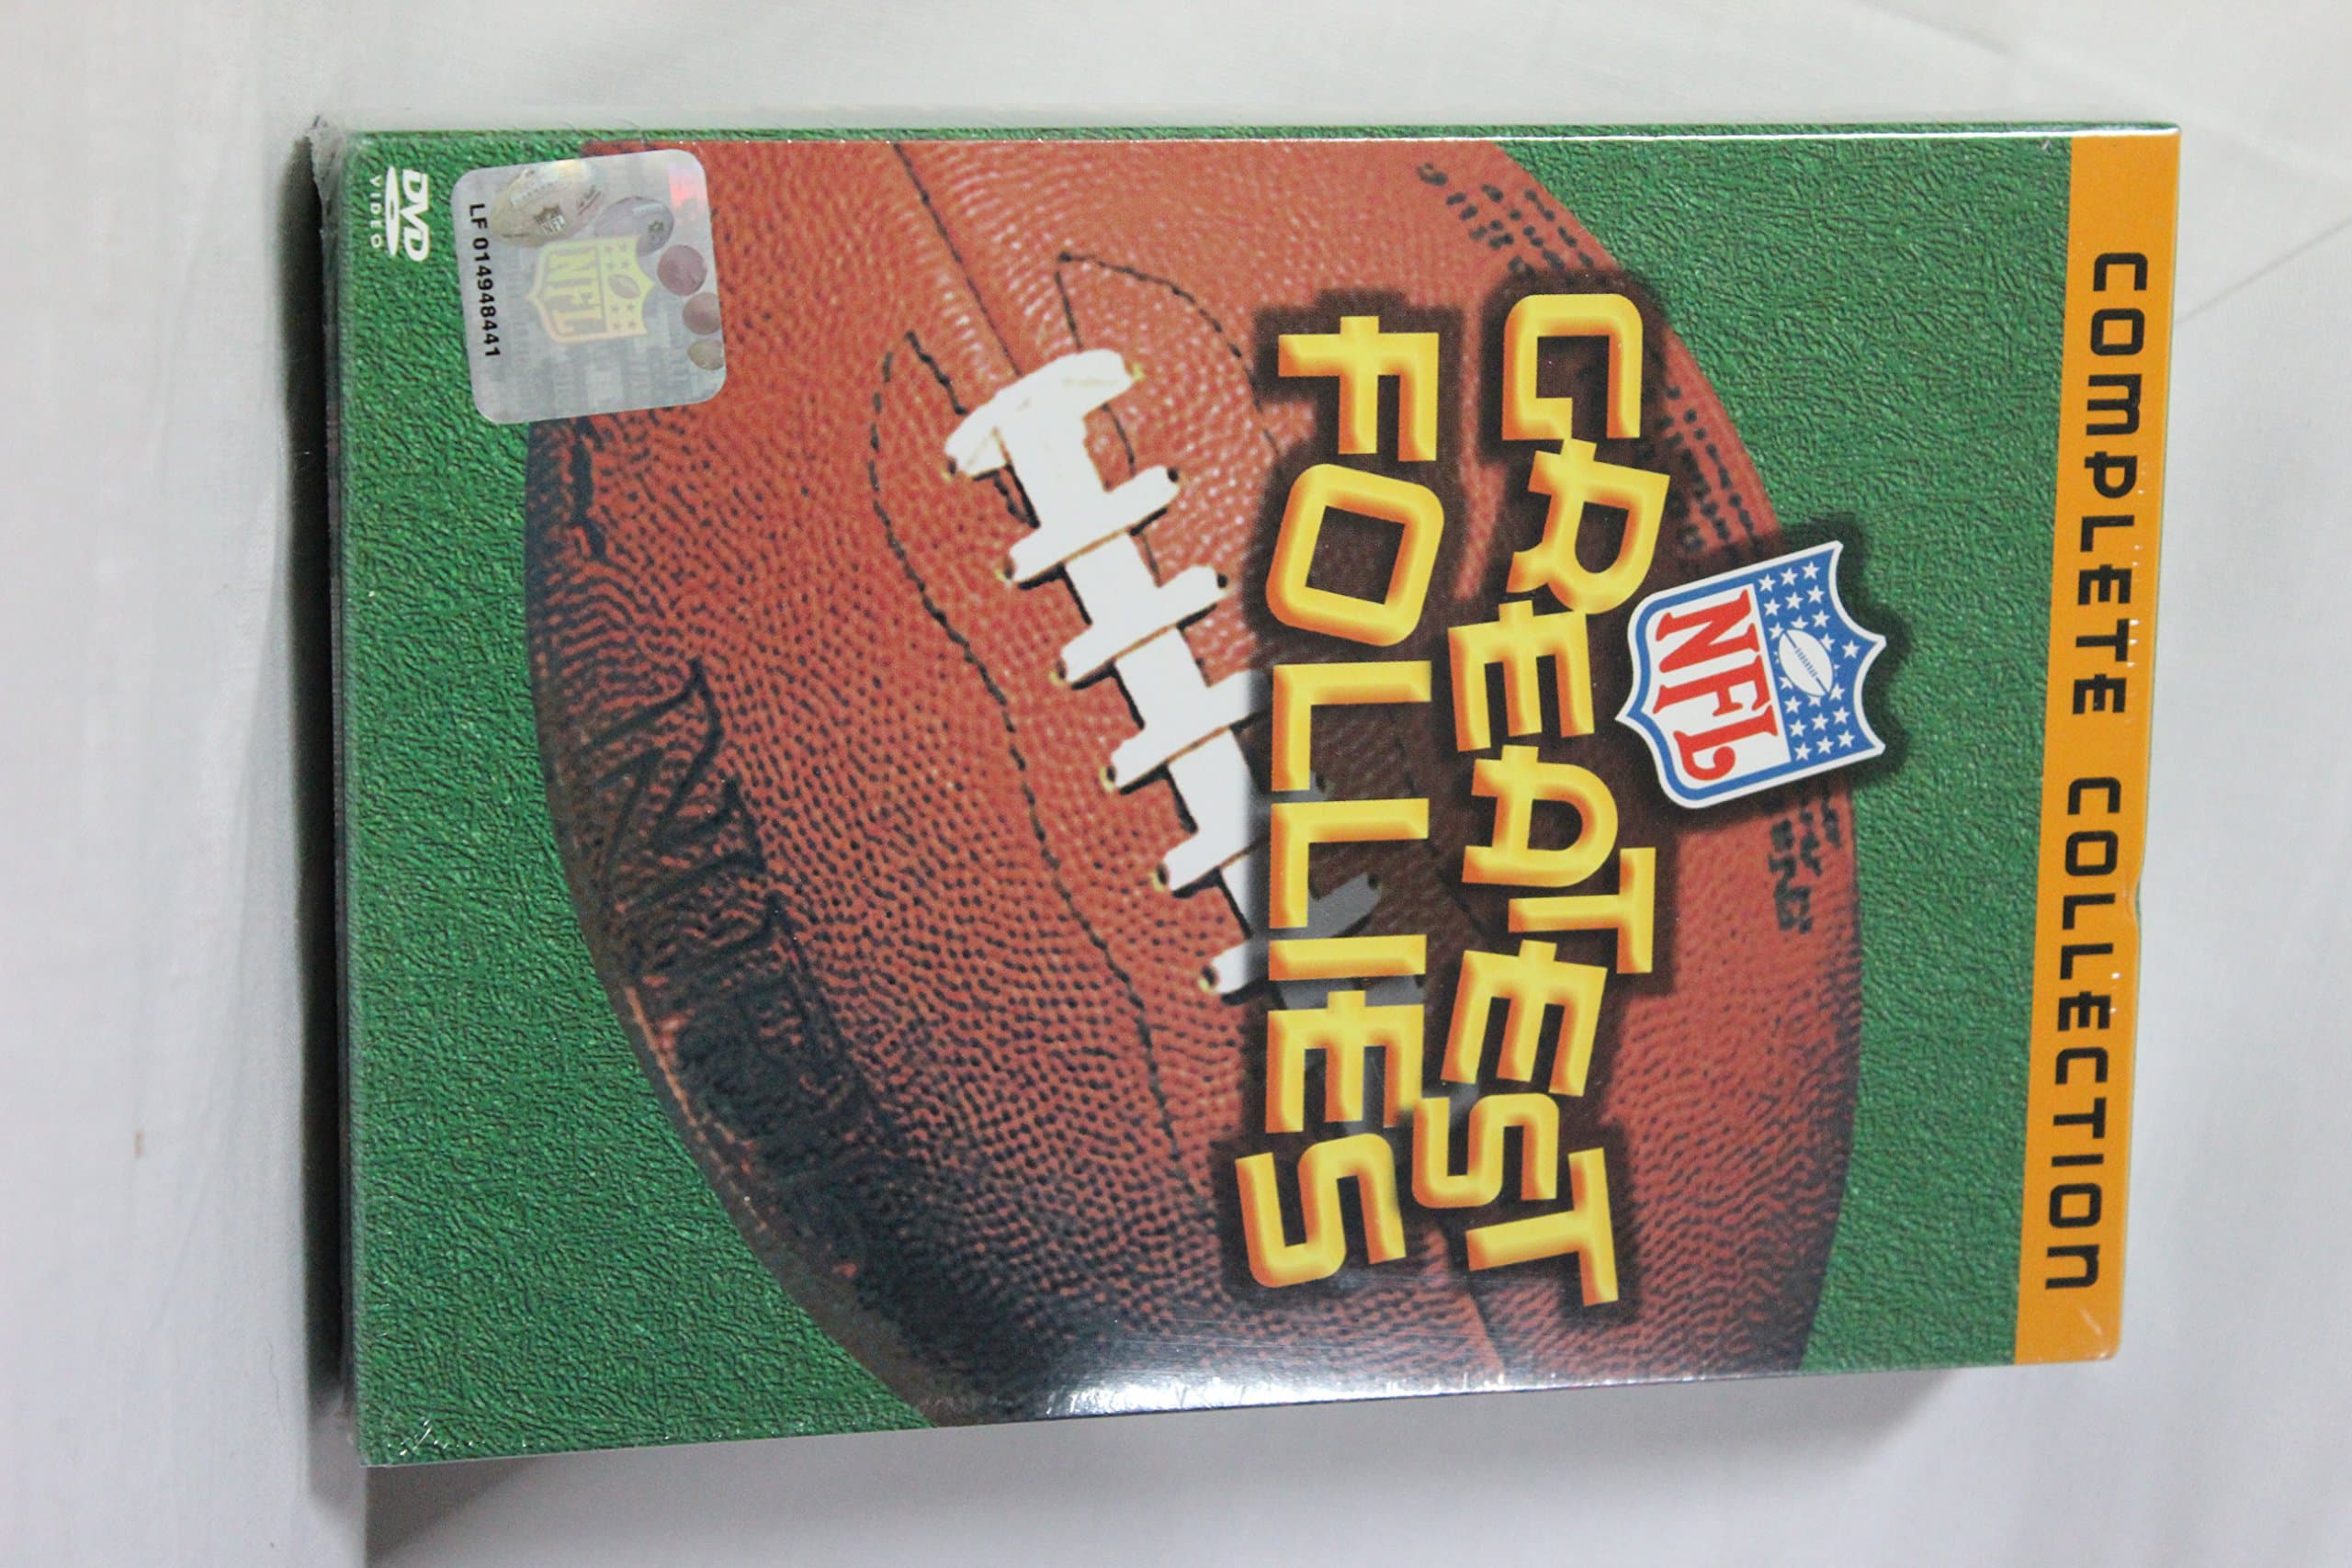 COMPLETE COLLECTION
NFL
GREATEST
FOLLIES
NFL
LF 014948441
DVD
VIDEO